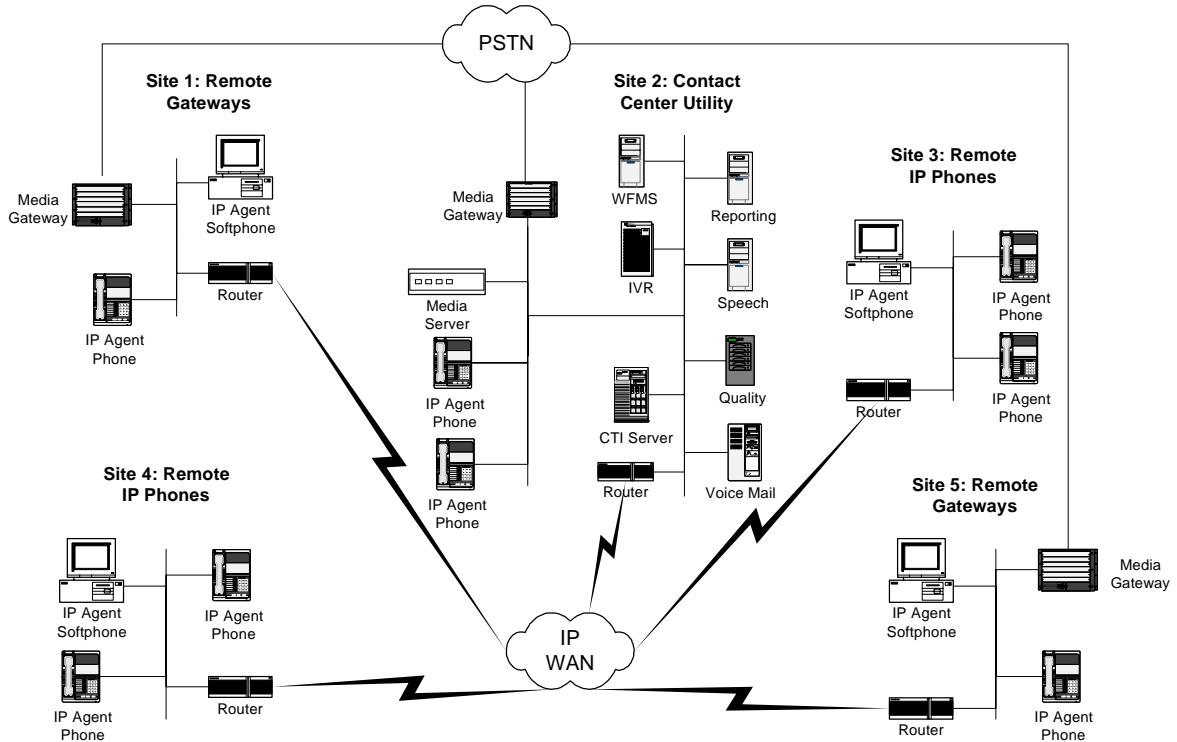 PSTN
Site 1: Remote
Gateways
Media
Gateway
IP Agent
Softphone
Router
IP Agent
Phone
Site 2: Contact
Center Utility
Media
Gateway
WFMS
Reporting
IVR
Speech
Media
Server
IP Agent
Phone
Quality
CTI Server
IP Agent
Phone
Router
Voice Mail
Site 3: Remote
IP Phones
IP Agent
Softphone
IP Agent
Phone
Router
IP Agent
Phone
Site 4: Remote
IP Phones
IP Agent
Softphone
IP Agent
Phone
IP Agent
Phone
Router
IP
WAN
Site 5: Remote
Gateways
IP Agent
Softphone
Media
Gateway
Router
IP Agent
Phone